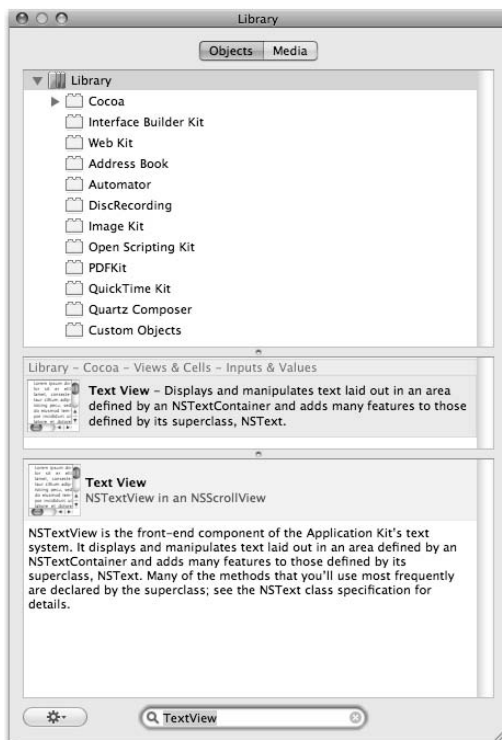 Library
Objects Media
Library
Cocoa
Interface Builder Kit
Web Kit
Address Book
Automator
DiscRecording
Image Kit
Open Scripting Kit
PDFKit
QuickTime Kit
Quartz Composer
Custom Objects
Library – Cocoa – Views & Cells – Inputs & Values
Text View – Displays and manipulates text laid out in an area
defined by an NSTextContainer and adds many features to those
defined by its superclass, NSText.
Text View
NSTextView in an NSScrollView
NSTextView is the front-end component of the Application Kit's text
system. It displays and manipulates text laid out in an area defined by an
NSTextContainer and adds many features to those defined by its
superclass, NSText. Many of the methods that you'll use most frequently
are declared by the superclass; see the NSText class specification for
details.
TextView